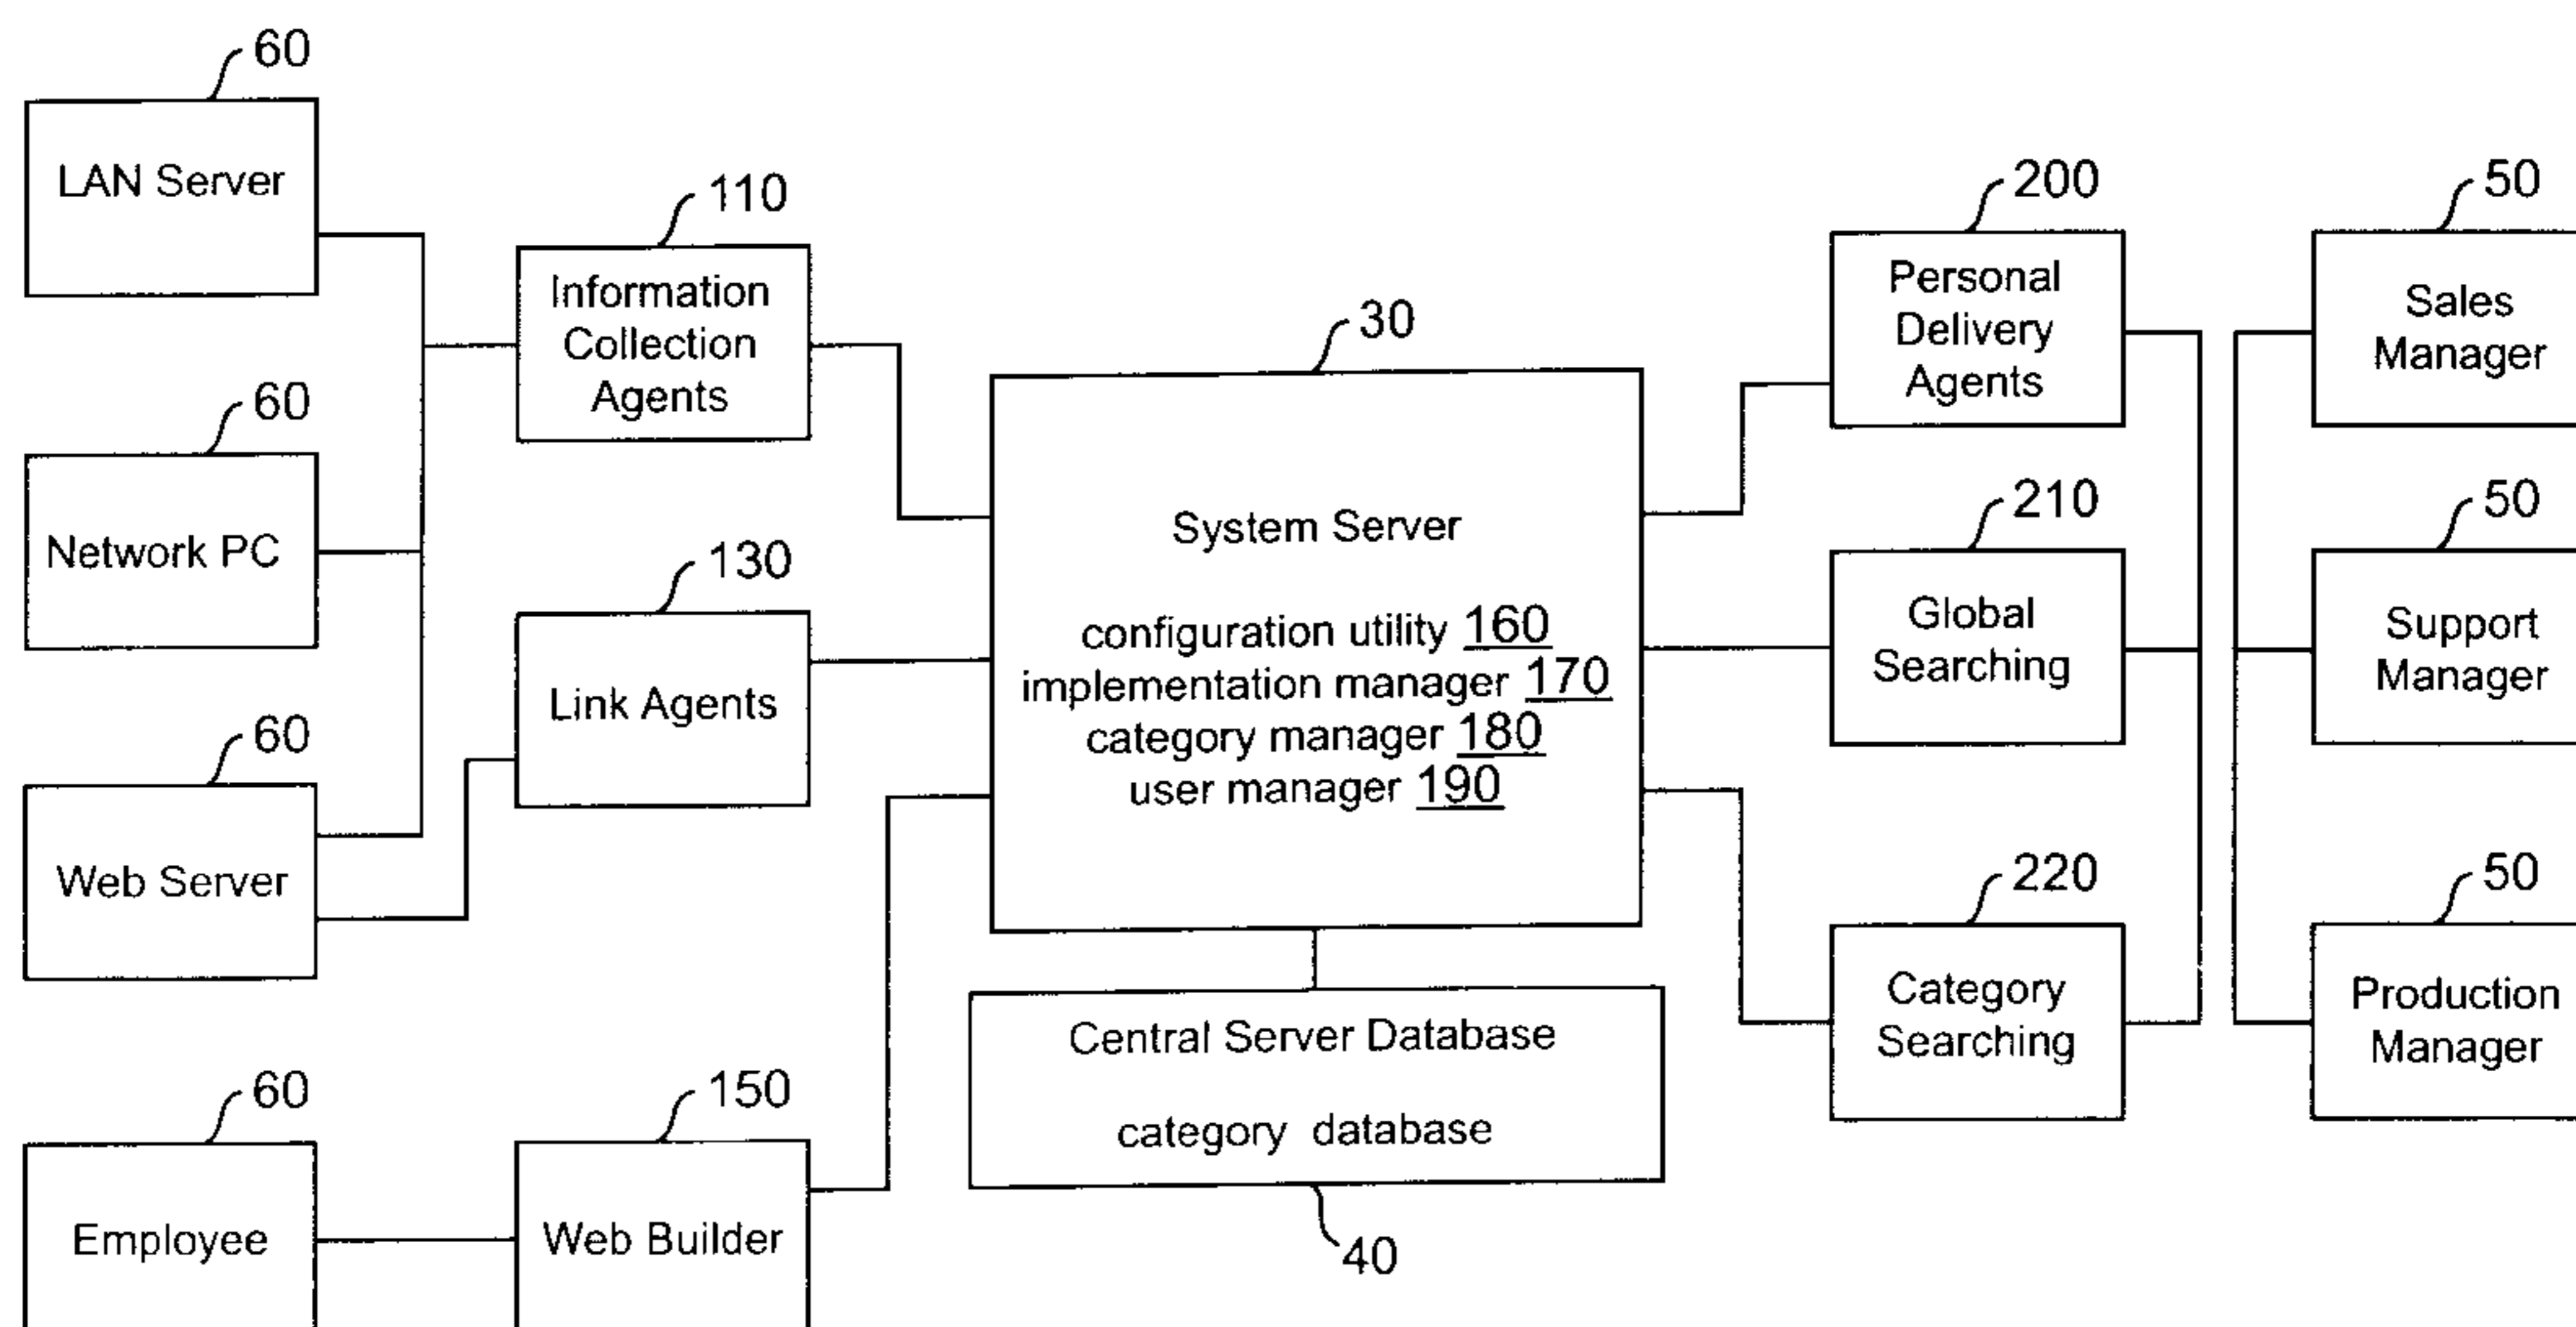 60
LAN Server
60
Network PC
60
Web Server
60
Employee
110
Information
Collection
Agents
130
Link Agents
150
Web Builder
30
System Server
configuration utility 160
implementation manager 170
category manager 180
user manager 190
Central Server Database
category database
40
200
Personal
Delivery
Agents
210
Global
Searching
220
Category
Searching
50
Sales
Manager
50
Support
Manager
50
Production
Manager